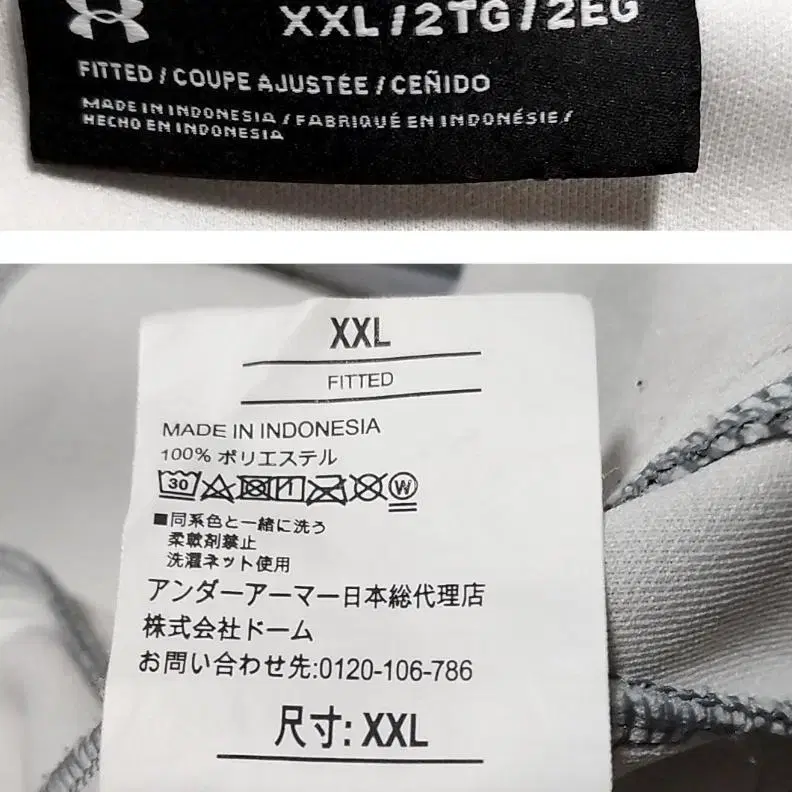 XXL/2TG/2EG
FITTED / COUPE AJUSTÉE / CEÑIDO
MADE IN INDONESIA / FABRIQUÉ EN INDONÉSIE /
HECHO EN INDONESIA
XXL
FITTED
MADE IN INDONESIA
100% ポリエステル
30 W
■同系色と一緒に洗う
柔軟剤禁止
洗濯ネット使用
アンダーアーマー日本総代理店
株式会社ドーム
お問い合わせ先:0120-106-786
尺寸: XXL